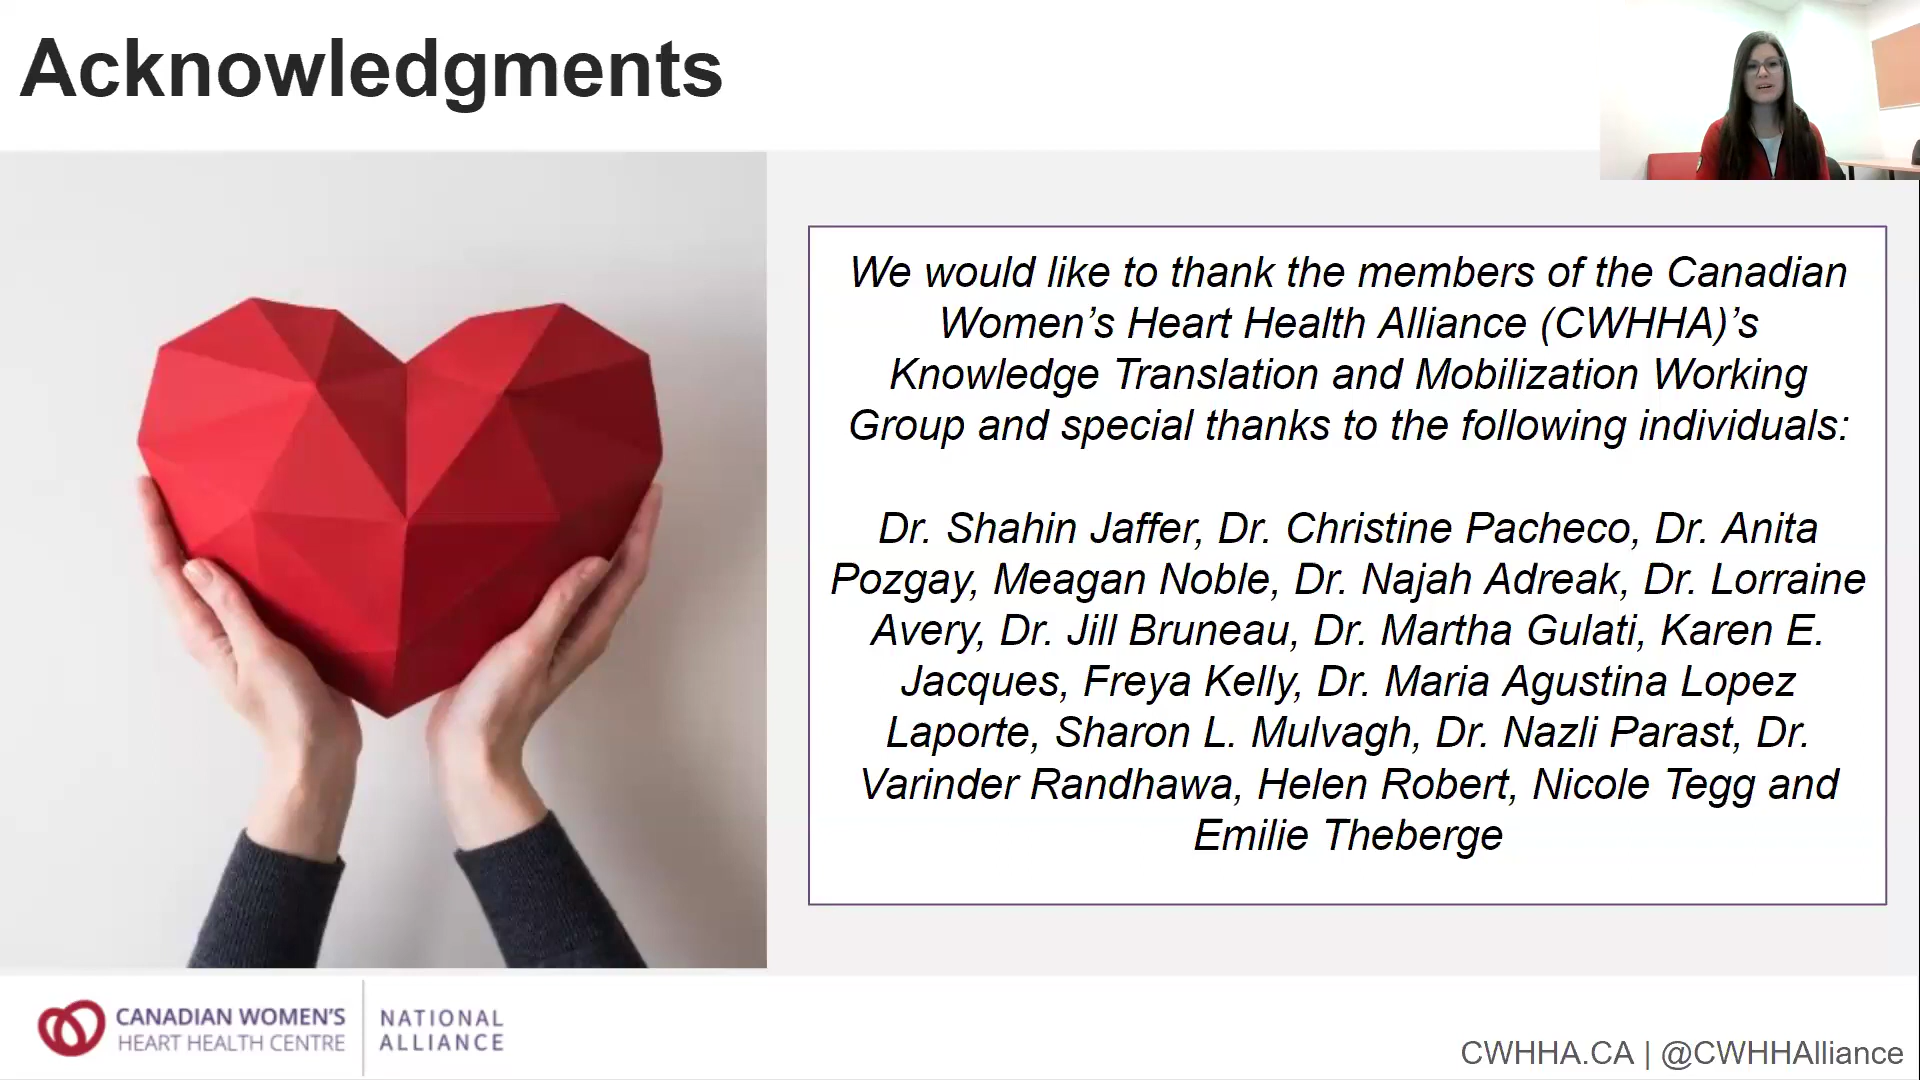 Acknowledgments
We would like to thank the members of the Canadian
Women’s Heart Health Alliance (CWHHA)’s
Knowledge Translation and Mobilization Working
Group and special thanks to the following individuals:
Dr. Shahin Jaffer, Dr. Christine Pacheco, Dr. Anita
Pozgay, Meagan Noble, Dr. Najah Adreak, Dr. Lorraine
Avery, Dr. Jill Bruneau, Dr. Martha Gulati, Karen E.
Jacques, Freya Kelly, Dr. Maria Agustina Lopez
Laporte, Sharon L. Mulvagh, Dr. Nazli Parast, Dr.
Varinder Randhawa, Helen Robert, Nicole Tegg and
Emilie Theberge
CANADIAN WOMEN'S
HEART HEALTH CENTRE
NATIONAL
ALLIANCE
CWHHA.CA | @CWHHAlliance